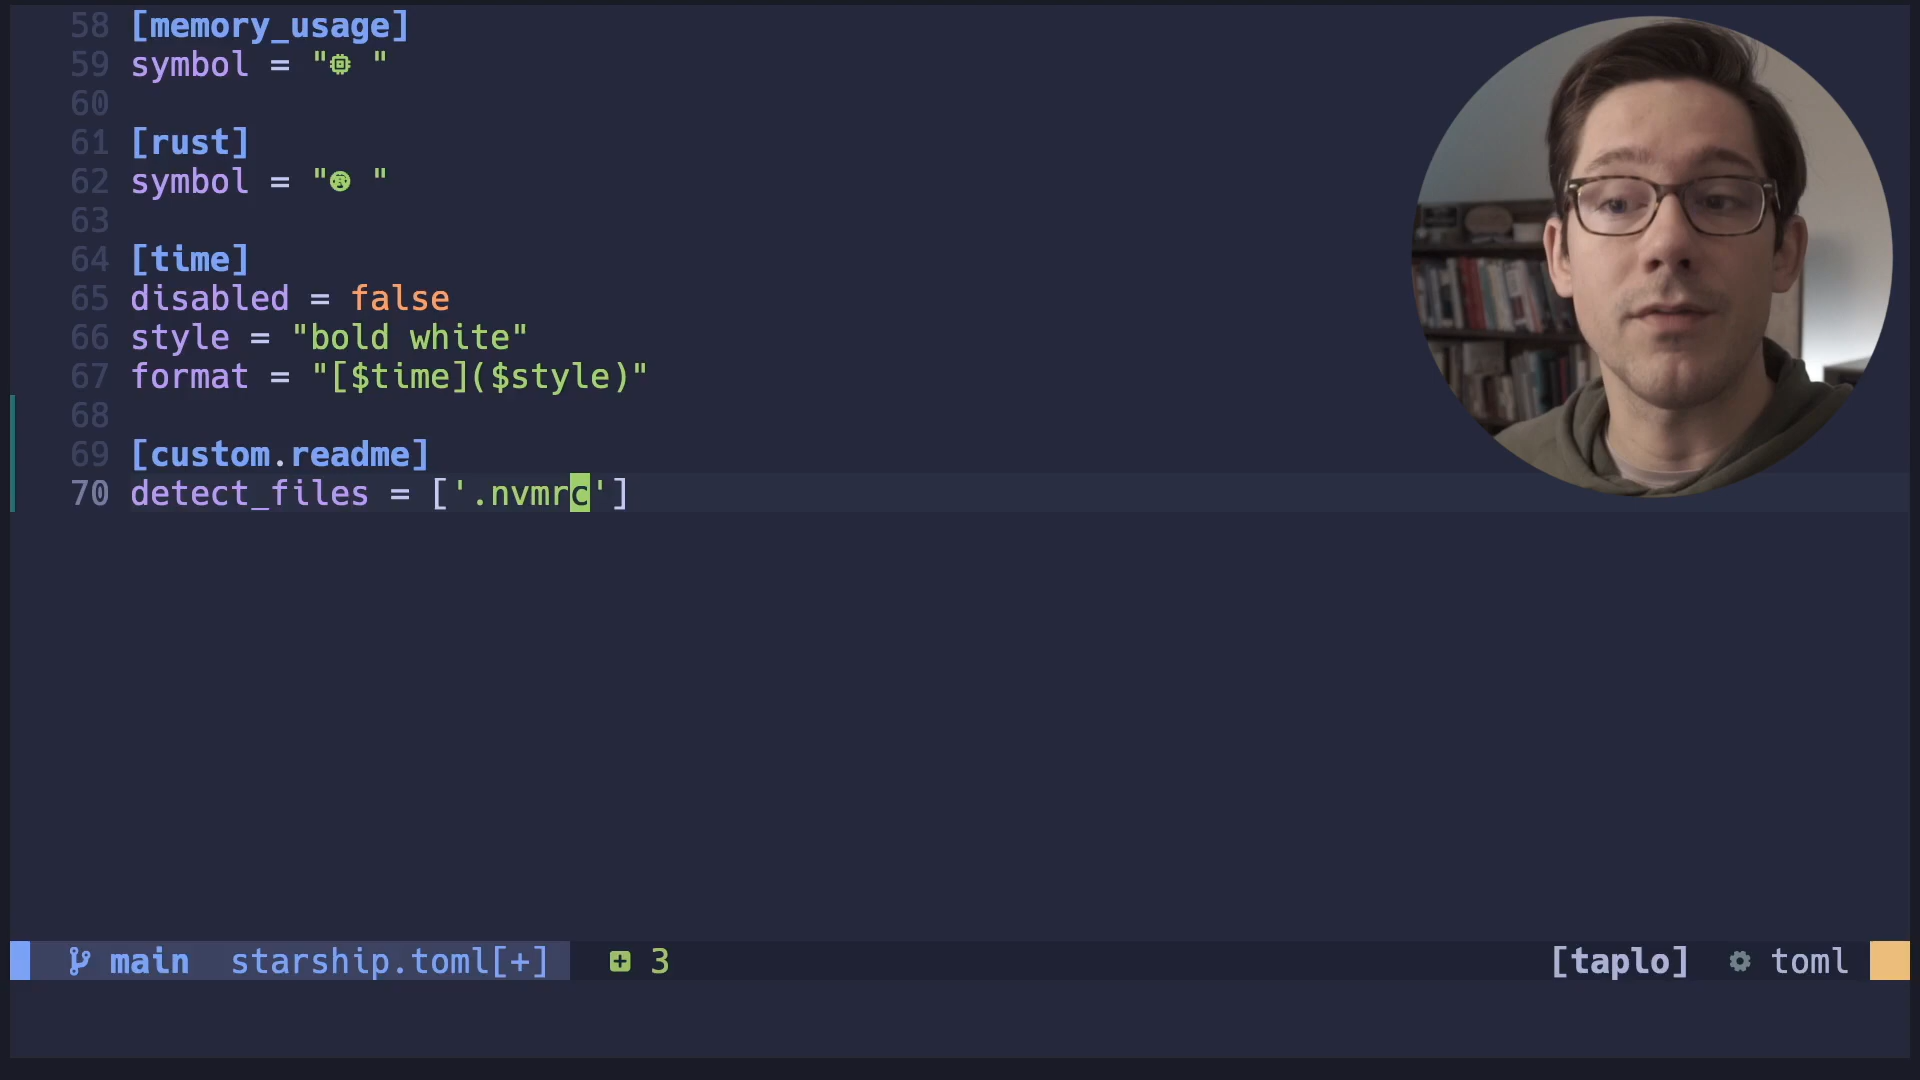 58 [memory_usage]
59 symbol = " "
60
61 [rust]
62 symbol = " "
63
64 [time]
65 disabled = false
66 style = "bold white"
67 format = "[$time]($style)"
68
69 [custom.readme]
70 detect_files = ['.nvmrc']
main starship.toml[+] 3 [taplo] toml